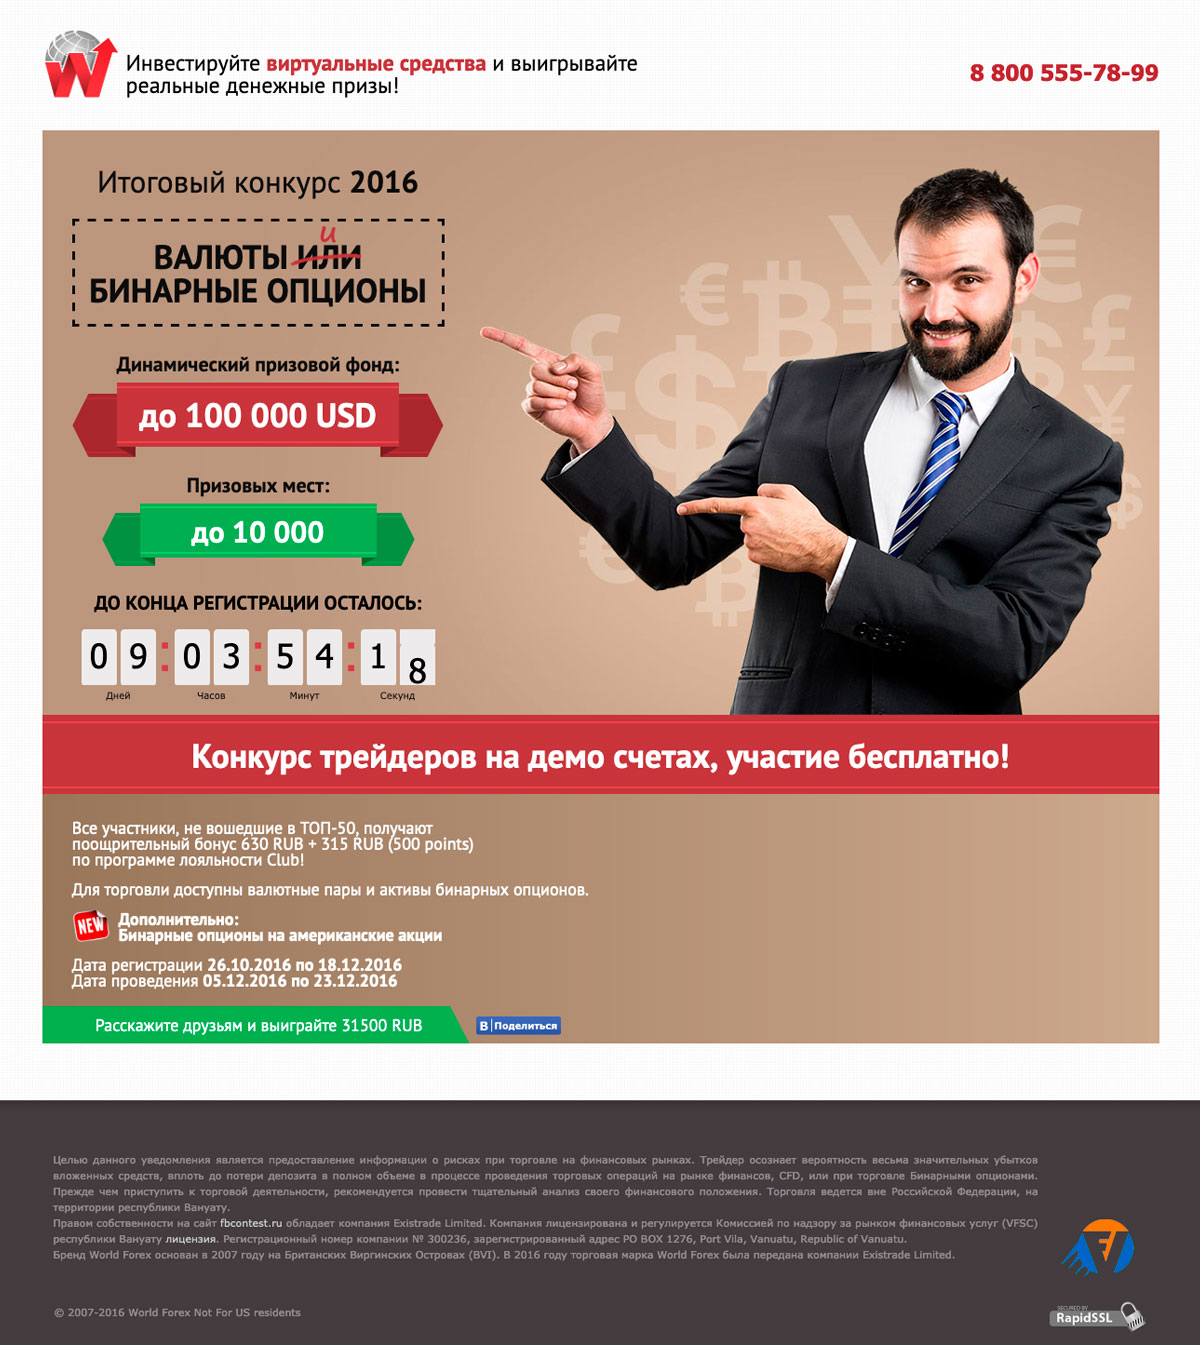 Инвестируйте виртуальные средства и выигрывайте
реальные денежные призы!
8 800 555-78-99
Итоговый конкурс 2016
и
ВАЛЮТЫ ИЛИ
БИНАРНЫЕ ОПЦИОНЫ
Динамический призовой фонд:
до 100 000 USD
Призовых мест:
до 10 000
ДО КОНЦА РЕГИСТРАЦИИ ОСТАЛОСЬ:
09:03:54:18
Дней Часов Минут Секунд
Конкурс трейдеров на демо счетах, участие бесплатно!
Все участники, не вошедшие в ТОП-50, получают
поощрительный бонус 630 RUB + 315 RUB (500 points)
по программе лояльности Club!
Для торговли доступны валютные пары и активы бинарных опционов.
NEW
Дополнительно:
Бинарные опционы на американские акции
Дата регистрации 26.10.2016 по 18.12.2016
Дата проведения 05.12.2016 по 23.12.2016
Расскажите друзьям и выиграйте 31500 RUB
В Поделиться
Целью данного уведомления является предоставление информации о рисках при торговле на финансовых рынках. Трейдер осознает вероятность весьма значительных убытков
вложенных средств, вплоть до потери депозита в полном объеме в процессе проведения торговых операций на рынке финансов, CFD, или при торговле Бинарными опционами.
Прежде чем приступить к торговой деятельности, рекомендуется провести тщательный анализ своего финансового положения. Торговля ведется вне Российской Федерации, на
территории республики Вануату.
Правом собственности на сайт fbcontest.ru обладает компания Existrade Limited. Компания лицензирована и регулируется Комиссией по надзору за рынком финансовых услуг (VFSC)
республики Вануату лицензия. Регистрационный номер компании № 300236, зарегистрированный адрес PO BOX 1276, Port Vila, Vanuatu, Republic of Vanuatu.
Бренд World Forex основан в 2007 году на Британских Виргинских Островах (BVI). В 2016 году торговая марка World Forex была передана компании Existrade Limited.
© 2007-2016 World Forex Not For US residents
SECURED BY
RapidSSL